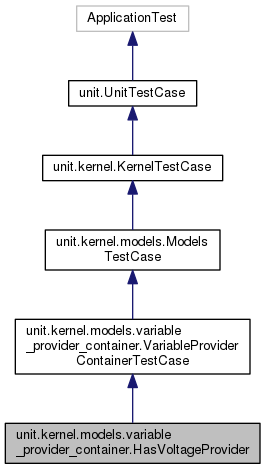 ApplicationTest
unit.UnitTestCase
unit.kernel.KernelTestCase
unit.kernel.models.Models
TestCase
unit.kernel.models.variable
_provider_container.VariableProvider
ContainerTestCase
unit.kernel.models.variable
_provider_container.HasVoltageProvider